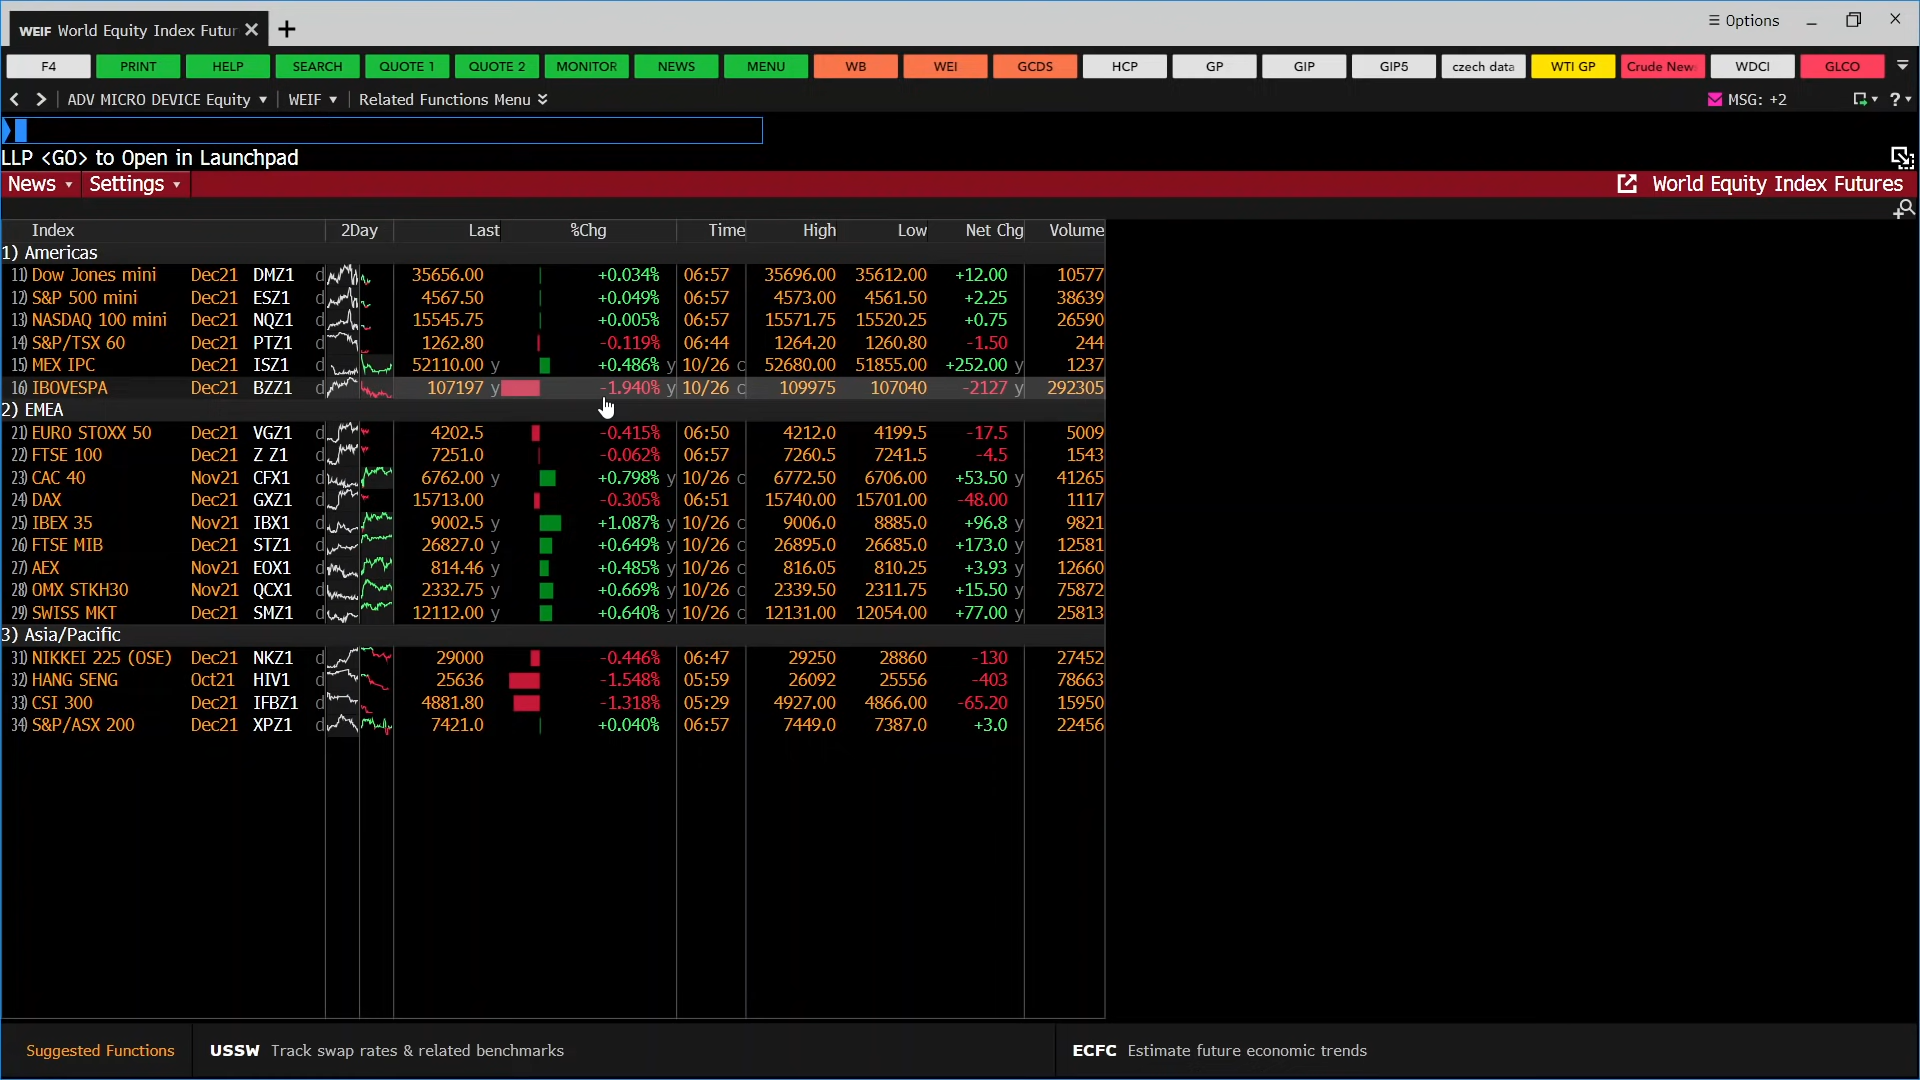 WEIF World Equity Index Futur
Options
F4 PRINT HELP SEARCH QUOTE 1 QUOTE 2 MONITOR NEWS MENU WB WEI GCDS HCP GP GIP GIP5 czech data WTI GP Crude New WDCI GLCO
ADV MICRO DEVICE Equity WEIF Related Functions Menu MSG: +2 ?
LLP <GO> to Open in Launchpad
News Settings World Equity Index Futures
Index 2Day Last %Chg Time High Low Net Chg Volume
1) Americas
11) Dow Jones mini Dec21 DMZ1 d 35656.00 +0.034% 06:57 35696.00 35612.00 +12.00 10577
12) S&P 500 mini Dec21 ESZ1 d 4567.50 +0.049% 06:57 4573.00 4561.50 +2.25 38639
13) NASDAQ 100 mini Dec21 NQZ1 d 15545.75 +0.005% 06:57 15571.75 15520.25 +0.75 26590
14) S&P/TSX 60 Dec21 PTZ1 d 1262.80 -0.119% 06:44 1264.20 1260.80 -1.50 244
15) MEX IPC Dec21 ISZ1 d 52110.00 y +0.486% y 10/26 c 52680.00 51855.00 +252.00 y 1237
16) IBOVESPA Dec21 BZZ1 d 107197 y -1.940% y 10/26 c 109975 107040 -2127 y 292305
2) EMEA
21) EURO STOXX 50 Dec21 VGZ1 d 4202.5 -0.415% 06:50 4212.0 4199.5 -17.5 5009
22) FTSE 100 Dec21 Z Z1 d 7251.0 -0.062% 06:57 7260.5 7241.5 -4.5 1543
23) CAC 40 Nov21 CFX1 d 6762.00 y +0.798% y 10/26 c 6772.50 6706.00 +53.50 y 41265
24) DAX Dec21 GXZ1 d 15713.00 -0.305% 06:51 15740.00 15701.00 -48.00 1117
25) IBEX 35 Nov21 IBX1 d 9002.5 y +1.087% y 10/26 c 9006.0 8885.0 +96.8 y 9821
26) FTSE MIB Dec21 STZ1 d 26827.0 y +0.649% y 10/26 c 26895.0 26685.0 +173.0 y 12581
27) AEX Nov21 EOX1 d 814.46 y +0.485% y 10/26 c 816.05 810.25 +3.93 y 12660
28) OMX STKH30 Nov21 QCX1 d 2332.75 y +0.669% y 10/26 c 2339.50 2311.75 +15.50 y 75872
29) SWISS MKT Dec21 SMZ1 d 12112.00 y +0.640% y 10/26 c 12131.00 12054.00 +77.00 y 25813
3) Asia/Pacific
31) NIKKEI 225 (OSE) Dec21 NKZ1 d 29000 -0.446% 06:47 29250 28860 -130 27452
32) HANG SENG Oct21 HIV1 d 25636 -1.548% 05:59 26092 25556 -403 78663
33) CSI 300 Dec21 IFBZ1 d 4881.80 -1.318% 05:29 4927.00 4866.00 -65.20 15950
34) S&P/ASX 200 Dec21 XPZ1 d 7421.0 +0.040% 06:57 7449.0 7387.0 +3.0 22456
Suggested Functions USSW Track swap rates & related benchmarks ECFC Estimate future economic trends